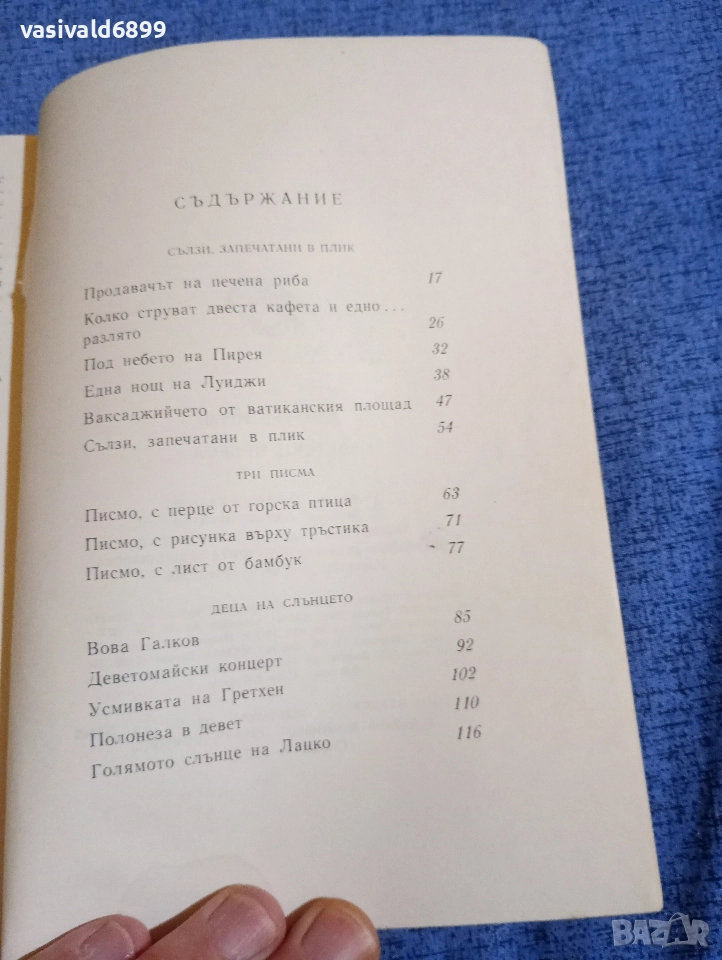 vasivald6899
СЪДЪРЖАНИЕ
СЪЛЗИ, ЗАПЕЧАТАНИ В ПЛИК
Продавачът на печена риба 17
Колко струват двеста кафета и едно...
разлято 26
Под небето на Пирея 32
Една нощ на Луиджи 38
Ваксаджийчето от ватиканския площад 47
Сълзи, запечатани в плик 54
ТРИ ПИСМА
Писмо, с перце от горска птица 63
Писмо, с рисунка върху тръстика 71
Писмо, с лист от бамбук 77
ДЕЦА НА СЛЪНЦЕТО
Вова Галков 85
Деветомайски концерт 92
Усмивката на Гретхен 102
Полонеза в девет 110
Голямото слънце на Лацко 116
BAZAR